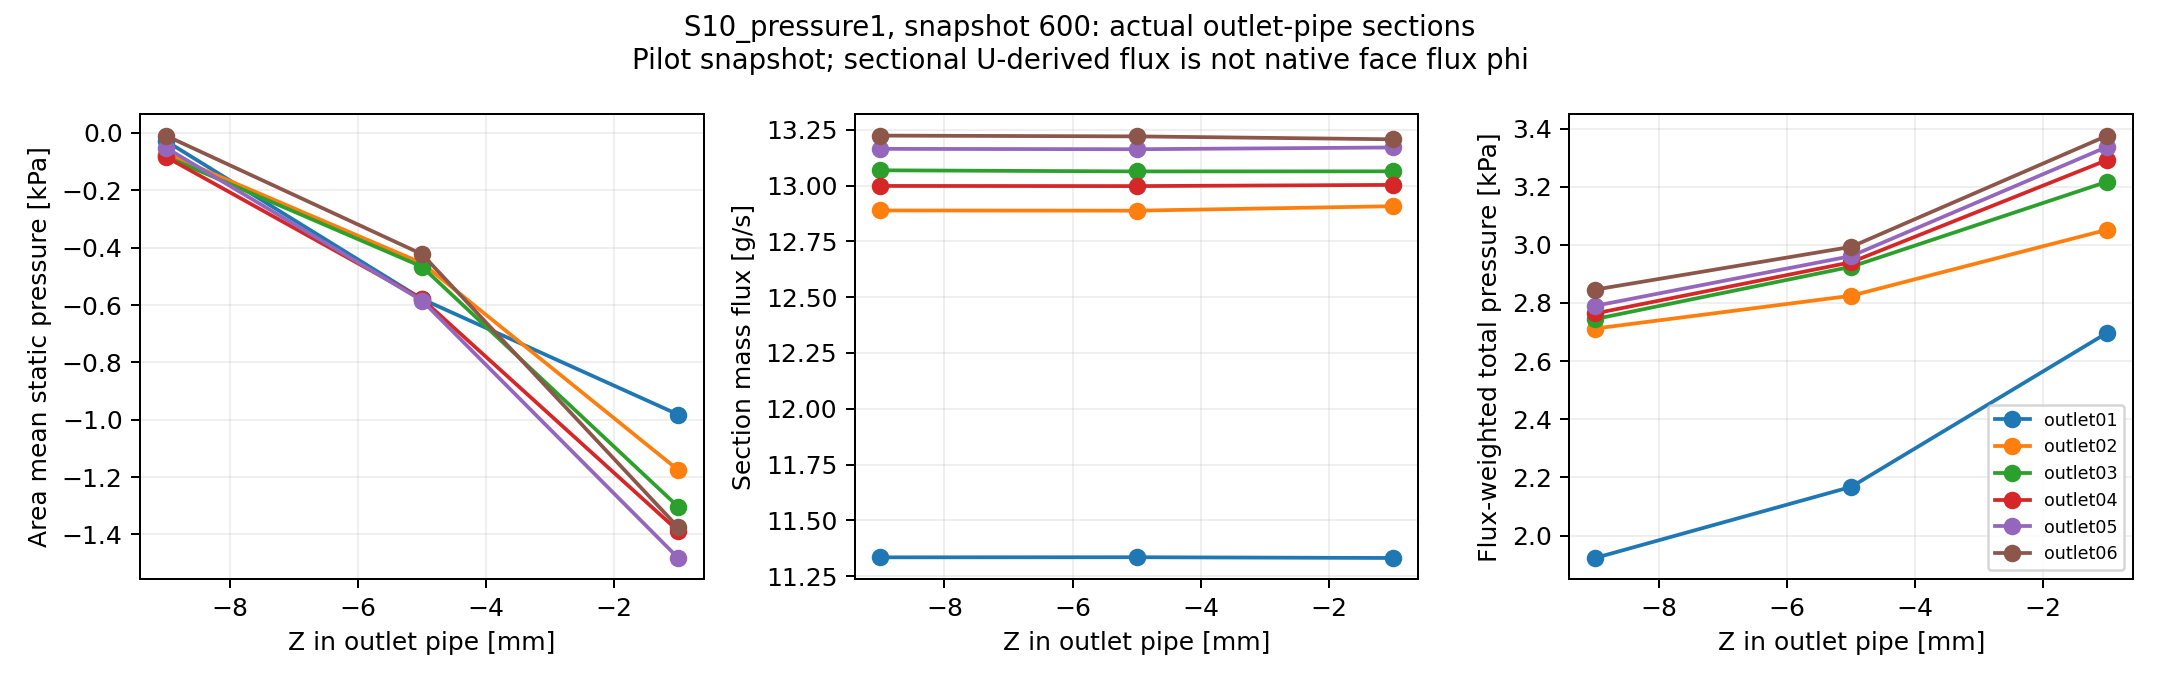 S10_pressure1, snapshot 600: actual outlet-pipe sections
Pilot snapshot; sectional U-derived flux is not native face flux phi
Area mean static pressure [kPa]
0.0
−0.2
−0.4
−0.6
−0.8
−1.0
−1.2
−1.4
−8
−6
−4
−2
Z in outlet pipe [mm]
Section mass flux [g/s]
13.25
13.00
12.75
12.50
12.25
12.00
11.75
11.50
11.25
−8
−6
−4
−2
Z in outlet pipe [mm]
Flux-weighted total pressure [kPa]
3.4
3.2
3.0
2.8
2.6
2.4
2.2
2.0
−8
−6
−4
−2
Z in outlet pipe [mm]
outlet01
outlet02
outlet03
outlet04
outlet05
outlet06